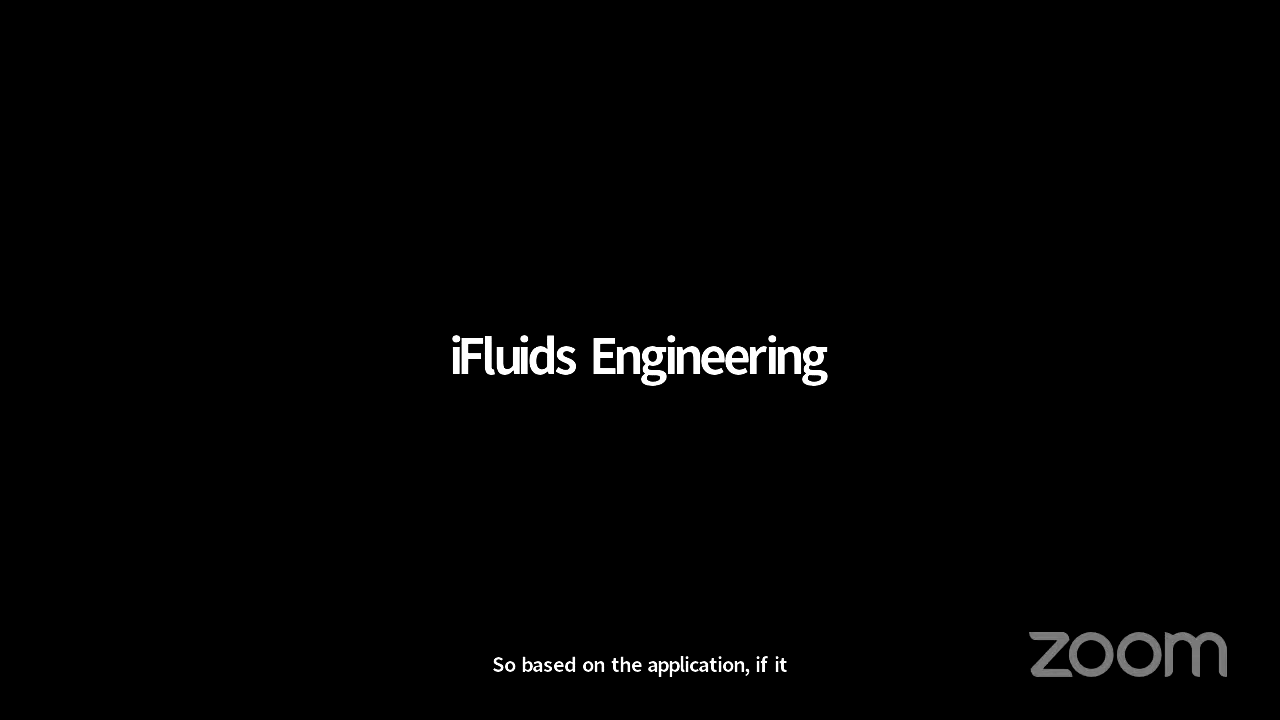 iFluids Engineering
So based on the application, if it
zoom